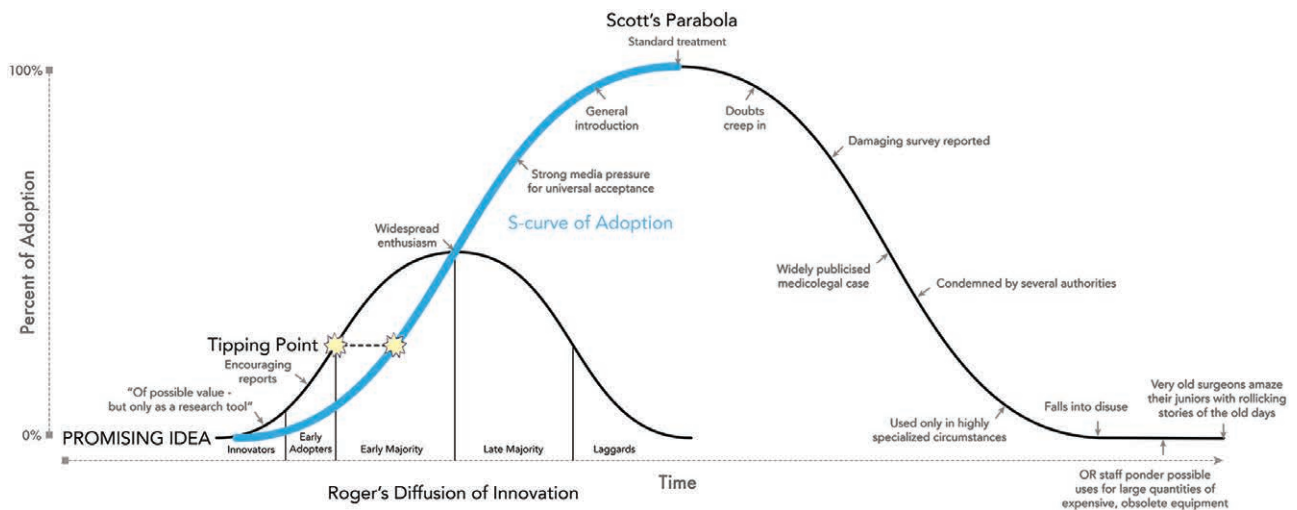 Scott's Parabola
Standard treatment
100%
General
introduction
Doubts
creep in
Damaging survey reported
Strong media pressure
for universal acceptance
S-curve of Adoption
Percent of Adoption
Widespread
enthusiasm
Widely publicised
medicolegal case
Condemned by several authorities
Tipping Point
Encouraging
reports
"Of possible value -
but only as a research tool"
Very old surgeons amaze
their juniors with rollicking
stories of the old days
Falls into disuse
Used only in highly
specialized circumstances
0%
PROMISING IDEA
Innovators
Early
Adopters
Early Majority
Late Majority
Laggards
Time
OR staff ponder possible
uses for large quantities of
expensive, obsolete equipment
Roger's Diffusion of Innovation